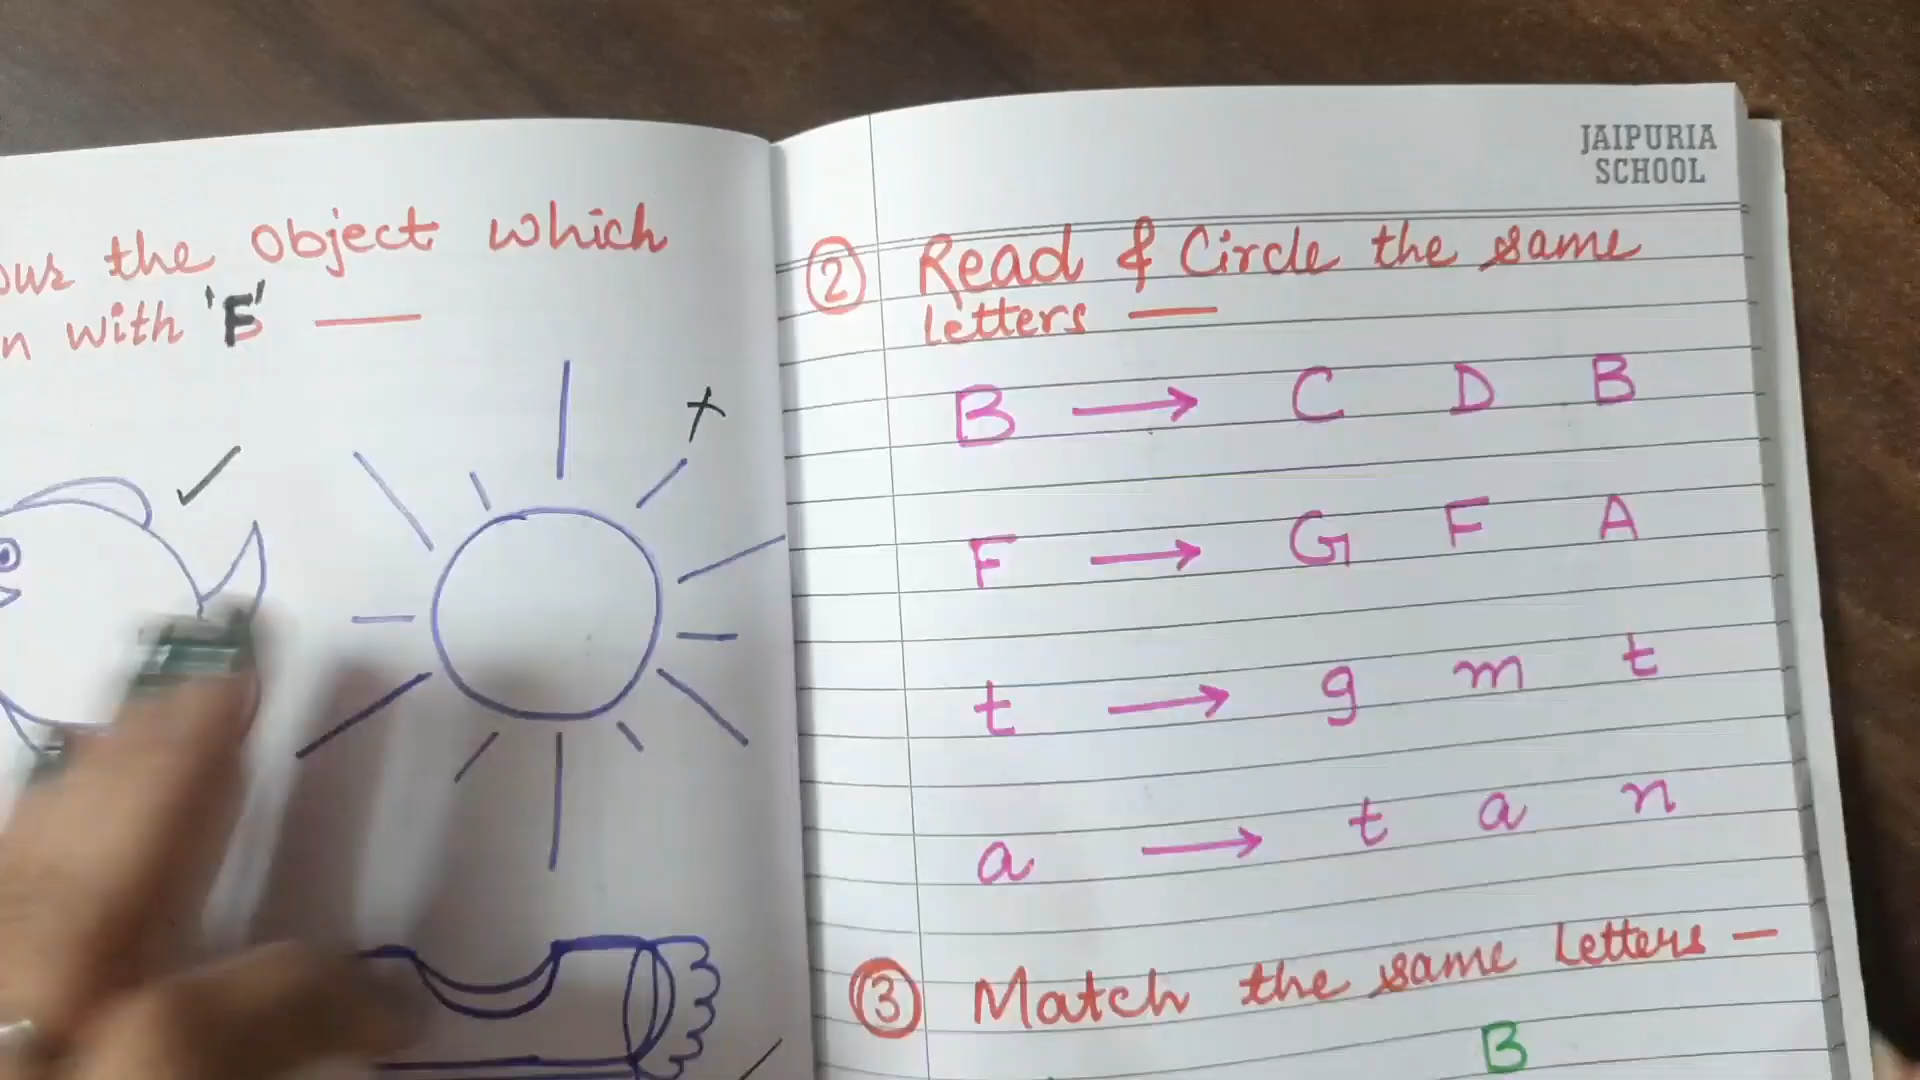 the Object which
with 'F' —
JAIPURIA
SCHOOL
② Read & Circle the same
letters —
B → C D B
F → G F A
t → g m t
a → t a n
③ Match the same letters —
B